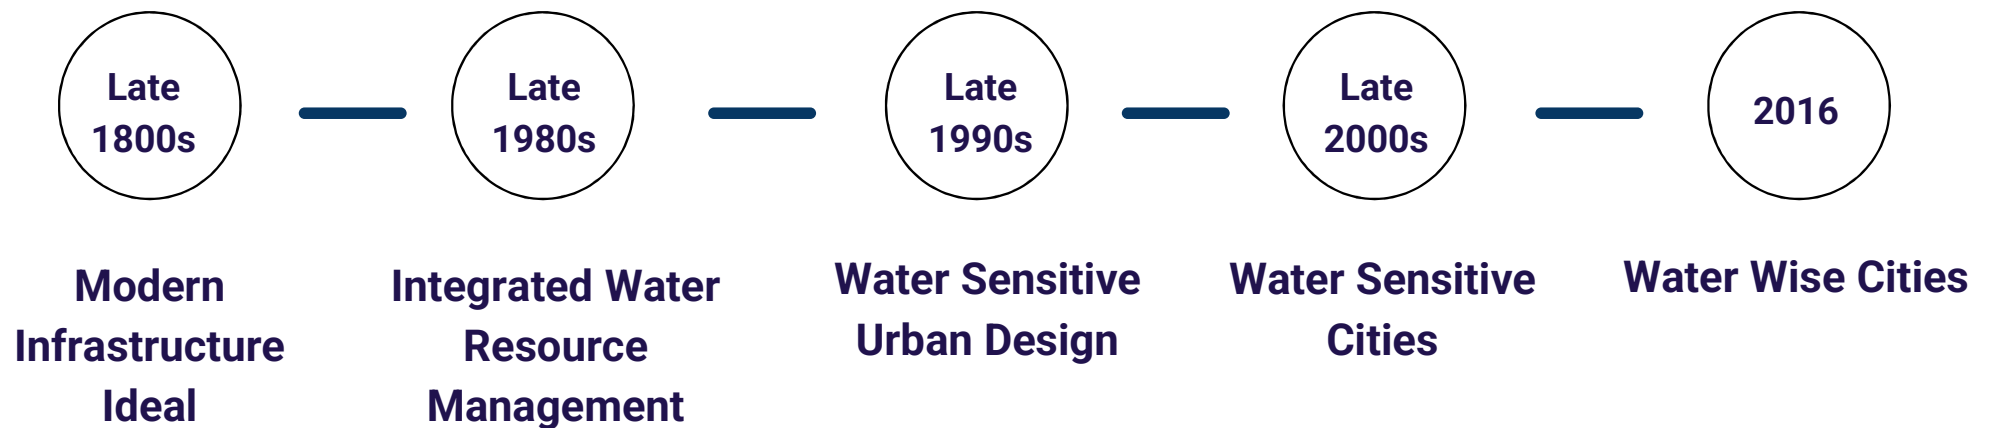 Late
1800s
Late
1980s
Late
1990s
Late
2000s
2016
Modern
Infrastructure
Ideal
Integrated Water
Resource
Management
Water Sensitive
Urban Design
Water Sensitive
Cities
Water Wise Cities